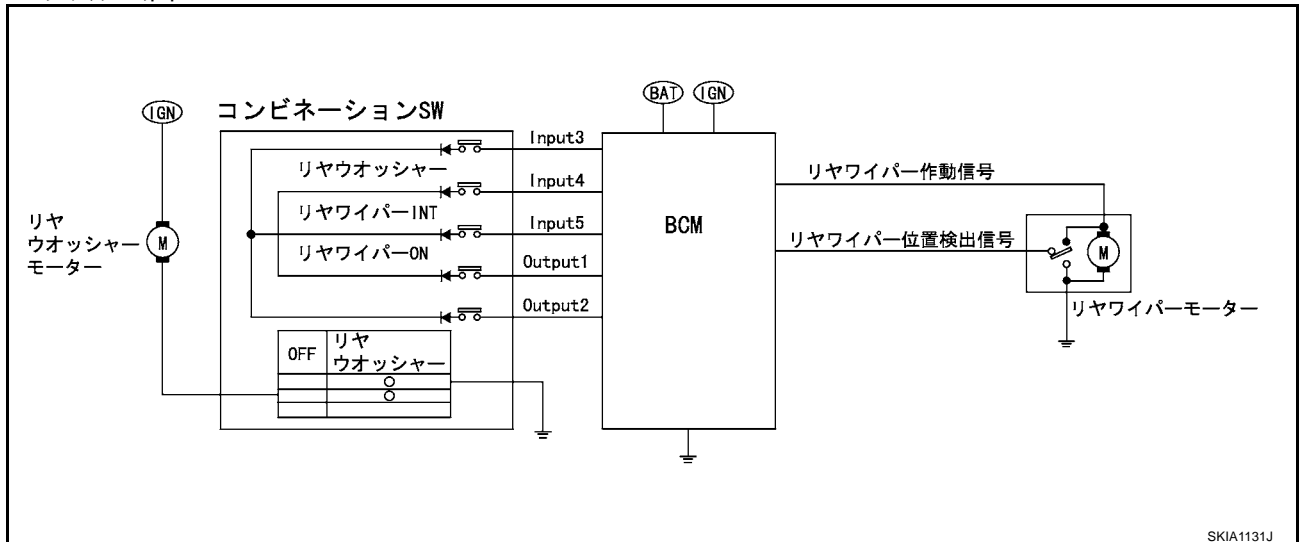 IGN
コンビネーションSW
BAT
IGN
Input3
リヤウオッシャー
Input4
リヤワイパーINT
Input5
リヤワイパーON
Output1
Output2
BCM
リヤワイパー作動信号
リヤワイパー位置検出信号
M
リヤワイパーモーター
リヤ
ウオッシャー
モーター
M
OFF
リヤ
ウオッシャー
SKIA1131J